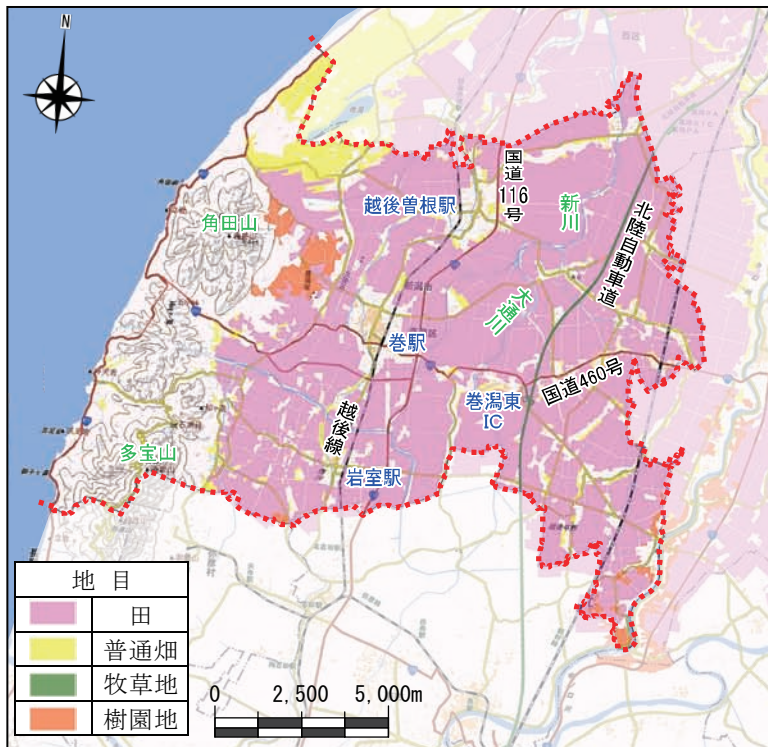 N
国道116号
越後曽根駅
新川
角田山
北陸自動車道
大通川
巻駅
国道460号
巻潟東
IC
越後線
多宝山
岩室駅
地 目
田
普通畑
牧草地
樹園地
0 2,500 5,000m